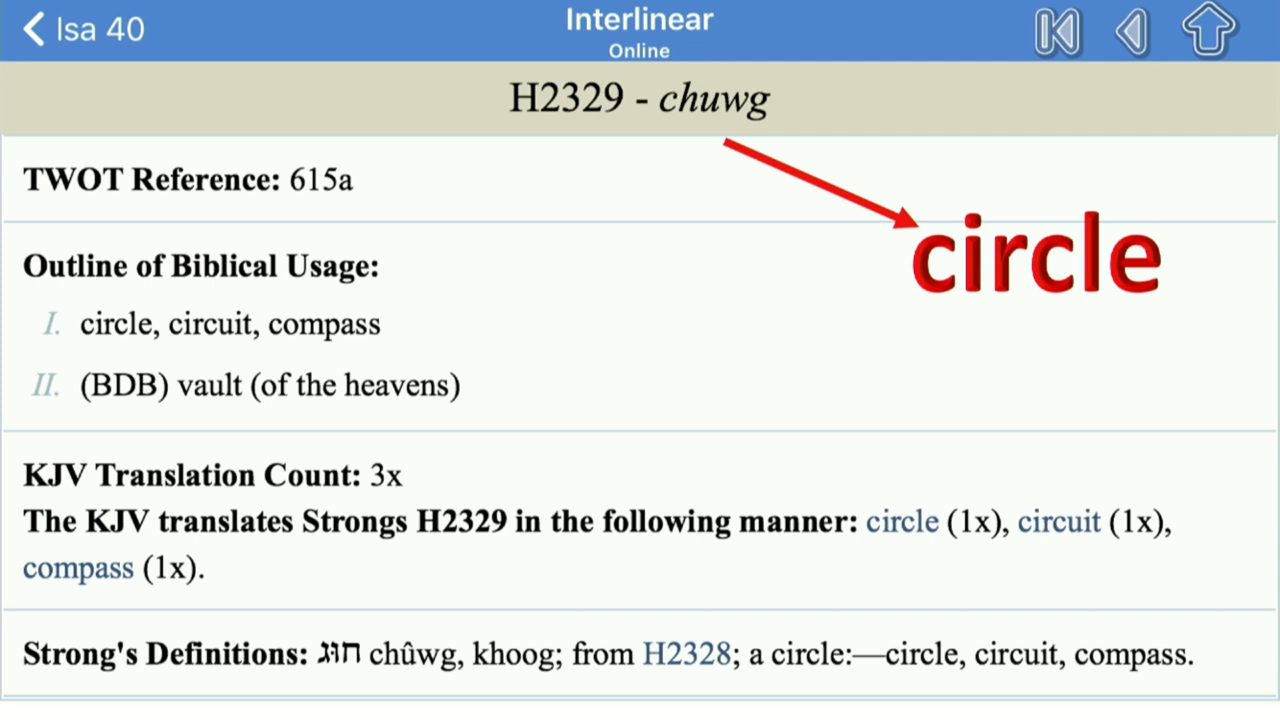 Isa 40
Interlinear
Online
H2329 - chuwg
TWOT Reference: 615a
circle
Outline of Biblical Usage:
I. circle, circuit, compass
II. (BDB) vault (of the heavens)
KJV Translation Count: 3x
The KJV translates Strongs H2329 in the following manner: circle (1x), circuit (1x),
compass (1x).
Strong's Definitions: חוּג chûwg, khoog; from H2328; a circle:—circle, circuit, compass.